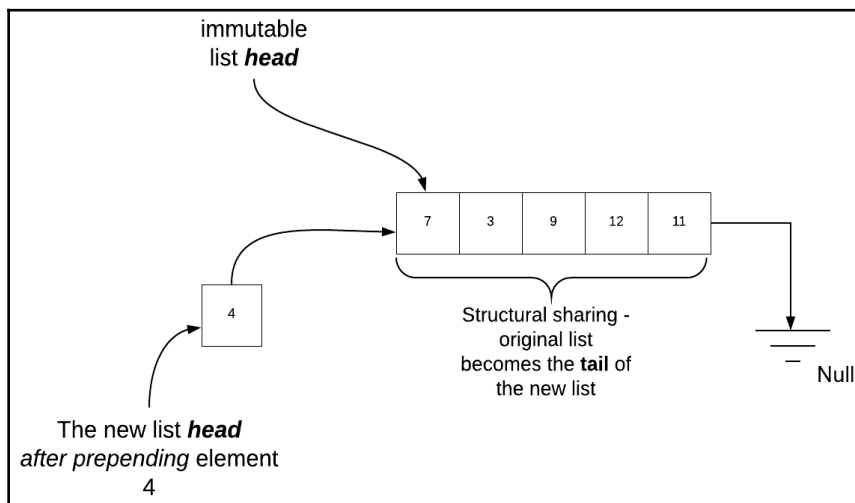 immutable
list head
7 3 9 12 11
4
Structural sharing -
original list
becomes the tail of
the new list
Null
The new list head
after prepending element
4